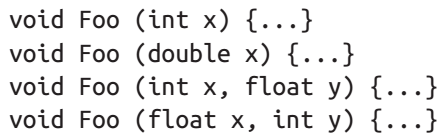 void Foo (int x) {...}
void Foo (double x) {...}
void Foo (int x, float y) {...}
void Foo (float x, int y) {...}